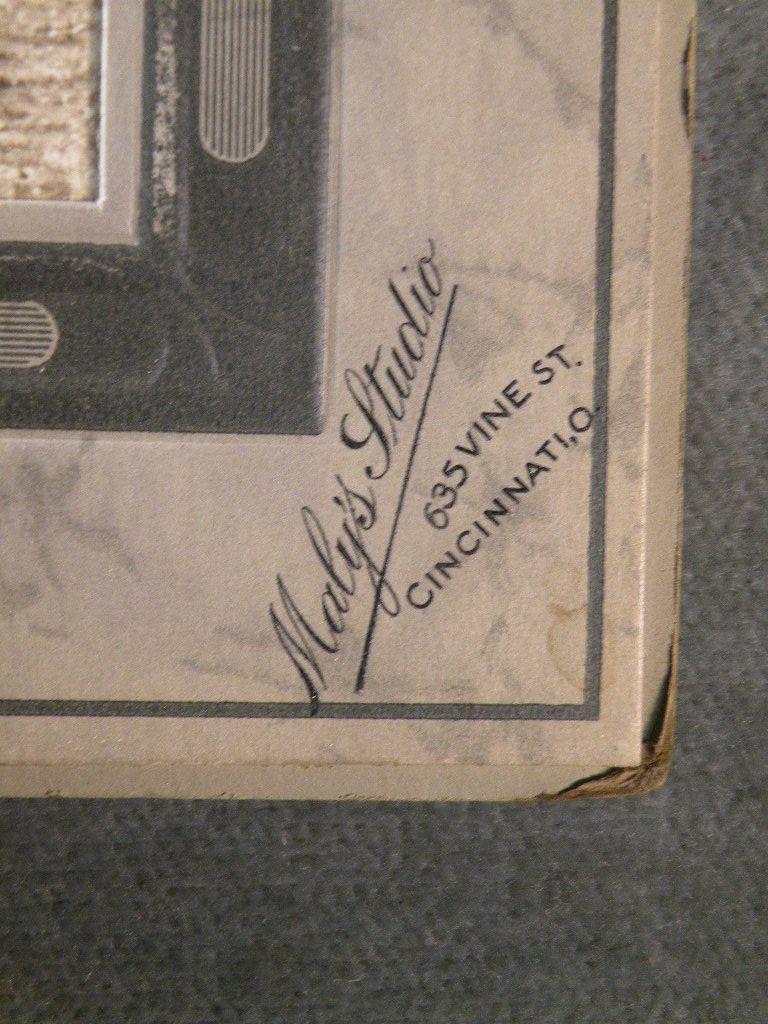 Maly's Studio
635 VINE ST.
CINCINNATI,O.